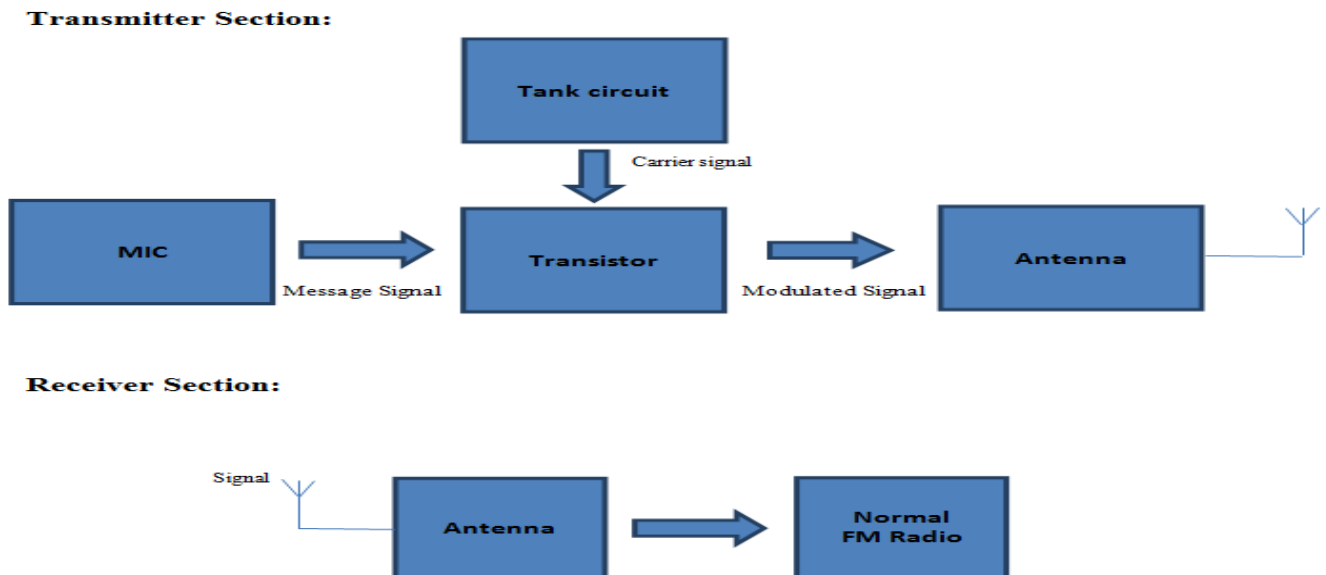 Transmitter Section:
Tank circuit
Carrier signal
MIC
Message Signal
Transistor
Modulated Signal
Antenna
Receiver Section:
Signal
Antenna
Normal
FM Radio